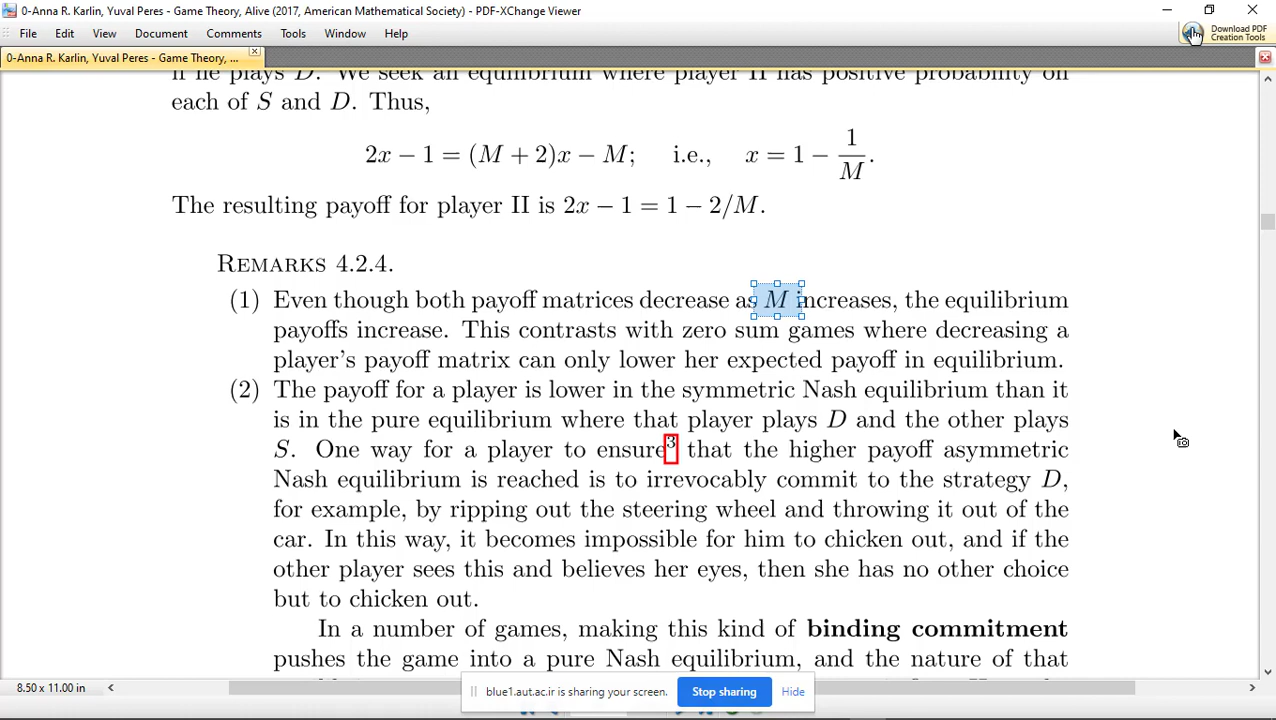 0-Anna R. Karlin, Yuval Peres - Game Theory, Alive (2017, American Mathematical Society) - PDF-XChange Viewer
File Edit View Document Comments Tools Window Help
Download PDF
Creation Tools
0-Anna R. Karlin, Yuval Peres - Game Theory, ...
if he plays D. We seek an equilibrium where player II has positive probability on
each of S and D. Thus,
2x − 1 = (M + 2)x − M; i.e., x = 1 − 1/M.
The resulting payoff for player II is 2x − 1 = 1 − 2/M.
REMARKS 4.2.4.
(1) Even though both payoff matrices decrease as M increases, the equilibrium
payoffs increase. This contrasts with zero sum games where decreasing a
player's payoff matrix can only lower her expected payoff in equilibrium.
(2) The payoff for a player is lower in the symmetric Nash equilibrium than it
is in the pure equilibrium where that player plays D and the other plays
S. One way for a player to ensure³ that the higher payoff asymmetric
Nash equilibrium is reached is to irrevocably commit to the strategy D,
for example, by ripping out the steering wheel and throwing it out of the
car. In this way, it becomes impossible for him to chicken out, and if the
other player sees this and believes her eyes, then she has no other choice
but to chicken out.
In a number of games, making this kind of binding commitment
pushes the game into a pure Nash equilibrium, and the nature of that
8.50 x 11.00 in
blue1.aut.ac.ir is sharing your screen. Stop sharing Hide